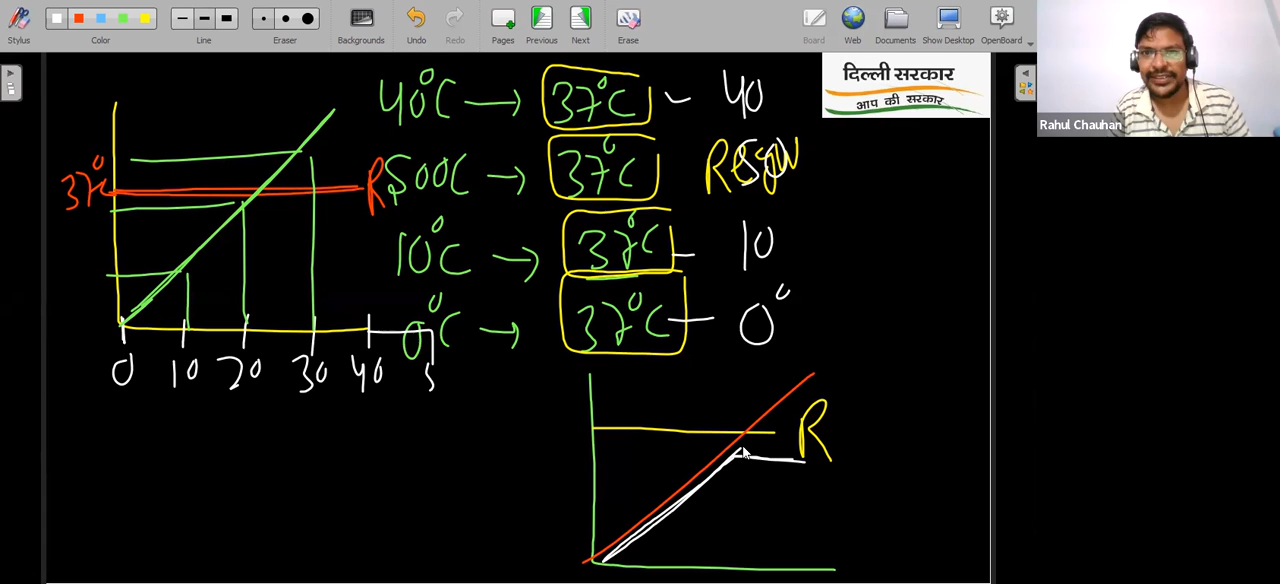 Stylus
Color
Line
Eraser
Backgrounds
Undo
Redo
Pages
Previous
Next
Erase
Board
Web
Documents
Show Desktop
OpenBoard
दिल्ली सरकार
आप की सरकार
Rahul Chauhan
40°C → 37°C - 40
37°C R 500C → 37°C 50
10°C → 37°C - 10
0°C → 37°C - 0°
0 10 20 30 40
R